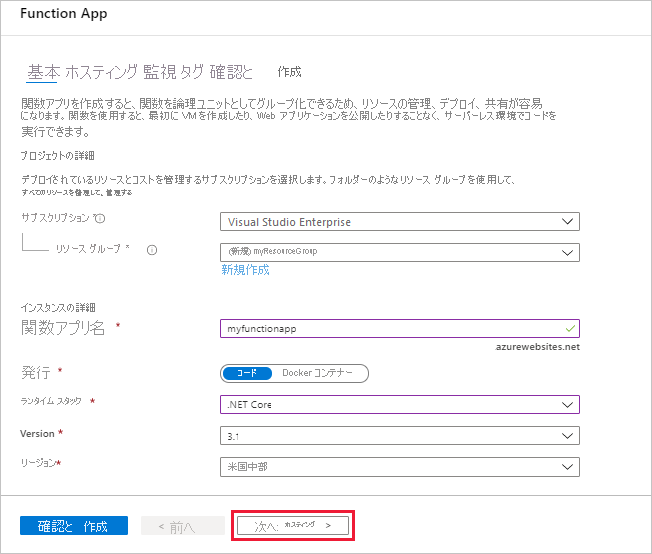 Function App
基本 ホスティング 監視 タグ 確認と 作成
関数アプリを作成すると、関数を論理ユニットとしてグループ化できるため、リソースの管理、デプロイ、共有が容易
になります。関数を使用すると、最初に VM を作成したり、Web アプリケーションを公開したりすることなく、サーバーレス環境でコードを
実行できます。
プロジェクトの詳細
デプロイされているリソースとコストを管理するサブスクリプションを選択します。フォルダーのようなリソース グループを使用して、
すべてのリソースを整理して、管理する
サブスクリプション *
Visual Studio Enterprise
リソース グループ *
(新規) myResourceGroup
新規作成
インスタンスの詳細
関数アプリ名 *
myfunctionapp
.azurewebsites.net
発行 *
コード Docker コンテナー
ランタイム スタック *
.NET Core
Version *
3.1
リージョン*
米国中部
確認と 作成
< 前へ
次へ: ホスティング >